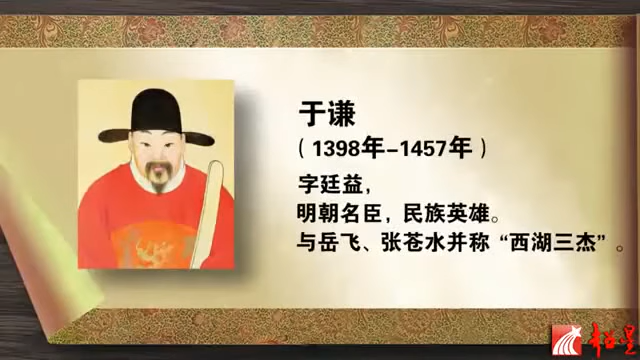 于谦
（1398年-1457年）
字廷益，
明朝名臣，民族英雄。
与岳飞、张苍水并称“西湖三杰”。